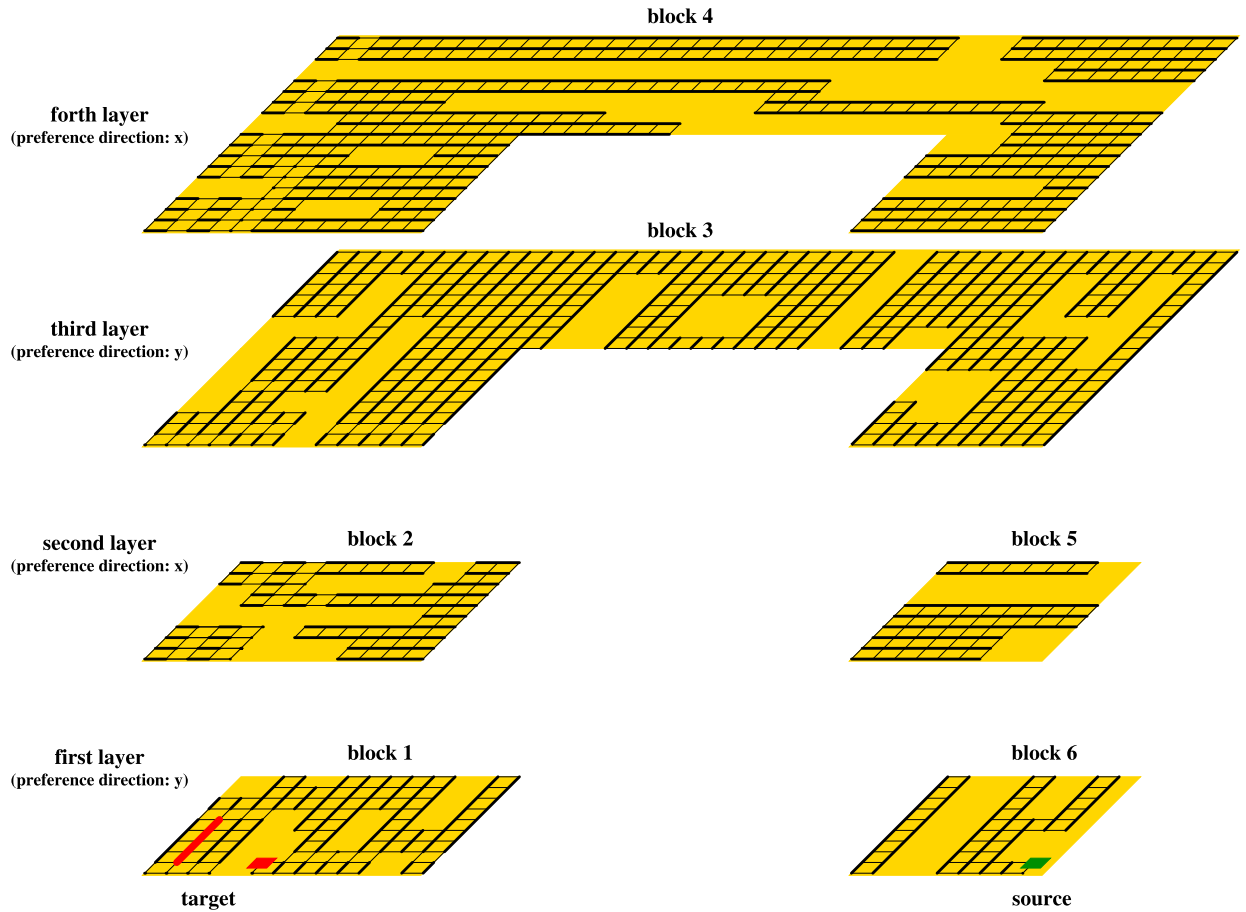 block 4
forth layer
(preference direction: x)
block 3
third layer
(preference direction: y)
second layer
(preference direction: x)
block 2
block 5
first layer
(preference direction: y)
block 1
block 6
target
source